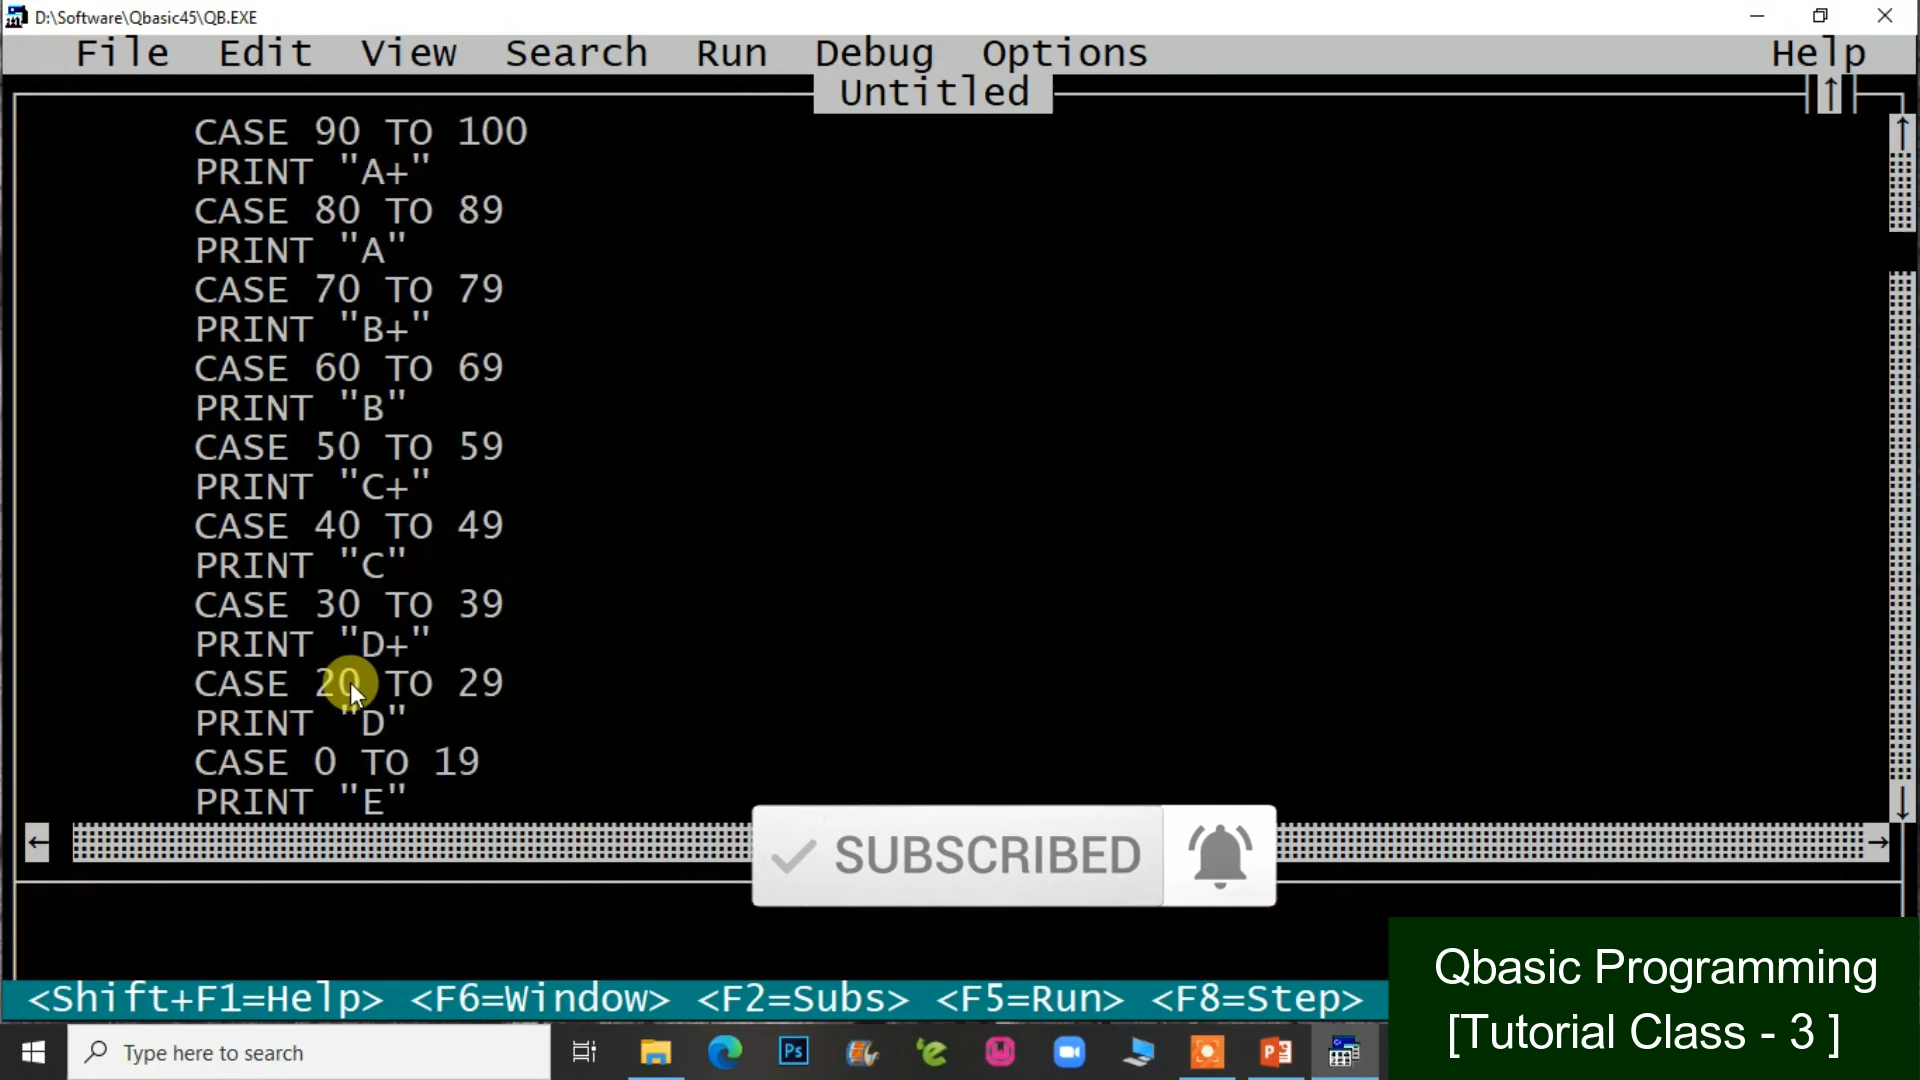 D:\Software\Qbasic45\QB.EXE
File Edit View Search Run Debug Options Help
Untitled
CASE 90 TO 100
PRINT "A+"
CASE 80 TO 89
PRINT "A"
CASE 70 TO 79
PRINT "B+"
CASE 60 TO 69
PRINT "B"
CASE 50 TO 59
PRINT "C+"
CASE 40 TO 49
PRINT "C"
CASE 30 TO 39
PRINT "D+"
CASE 20 TO 29
PRINT "D"
CASE 0 TO 19
PRINT "E"
SUBSCRIBED
<Shift+F1=Help> <F6=Window> <F2=Subs> <F5=Run> <F8=Step>
Qbasic Programming
[Tutorial Class - 3 ]
Type here to search
Ps